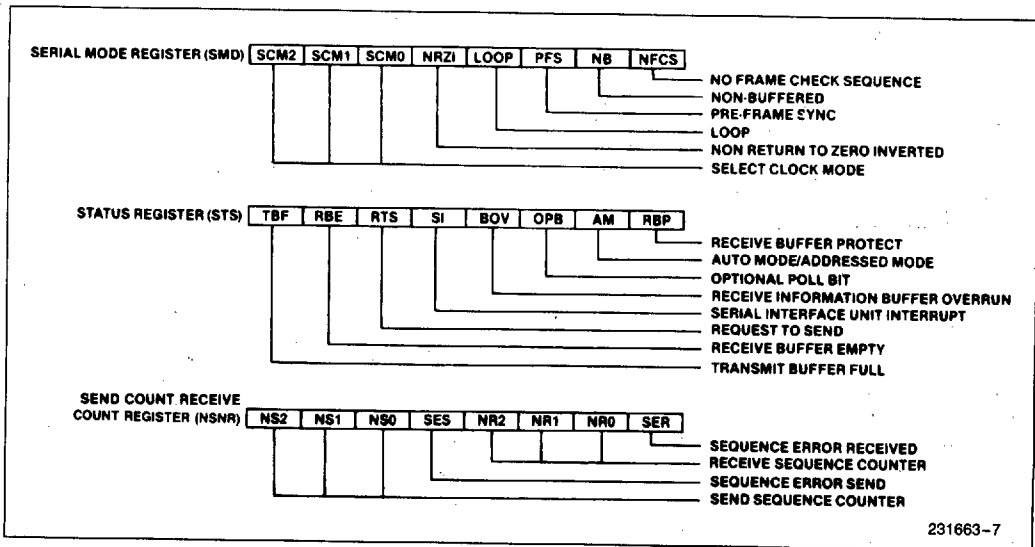 SERIAL MODE REGISTER (SMD) SCM2 SCM1 SCM0 NRZI LOOP PFS NB NFCS
NO FRAME CHECK SEQUENCE
NON-BUFFERED
PRE-FRAME SYNC
LOOP
NON RETURN TO ZERO INVERTED
SELECT CLOCK MODE
STATUS REGISTER (STS) TBF RBE RTS SI BOV OPB AM RBP
RECEIVE BUFFER PROTECT
AUTO MODE/ADDRESSED MODE
OPTIONAL POLL BIT
RECEIVE INFORMATION BUFFER OVERRUN
SERIAL INTERFACE UNIT INTERRUPT
REQUEST TO SEND
RECEIVE BUFFER EMPTY
TRANSMIT BUFFER FULL
SEND COUNT RECEIVE
COUNT REGISTER (NSNR) NS2 NS1 NS0 SES NR2 NR1 NR0 SER
SEQUENCE ERROR RECEIVED
RECEIVE SEQUENCE COUNTER
SEQUENCE ERROR SEND
SEND SEQUENCE COUNTER
231663-7